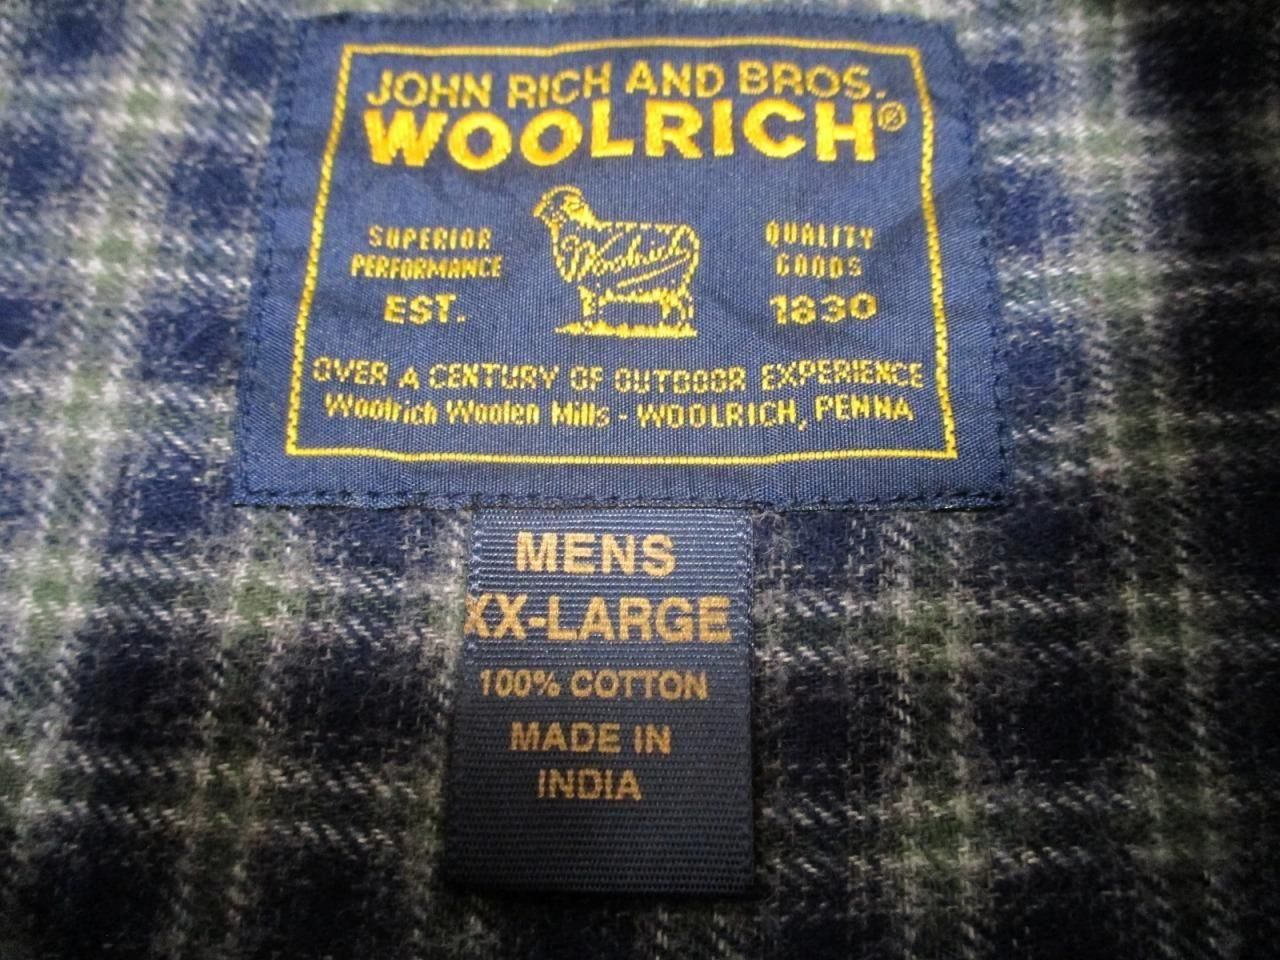 JOHN RICH AND BROS.
WOOLRICH®
SUPERIOR
PERFORMANCE
EST.
Woolrich
QUALITY
GOODS
1830
OVER A CENTURY OF OUTDOOR EXPERIENCE
Woolrich Woolen Mills - WOOLRICH, PENNA
MENS
XX-LARGE
100% COTTON
MADE IN
INDIA